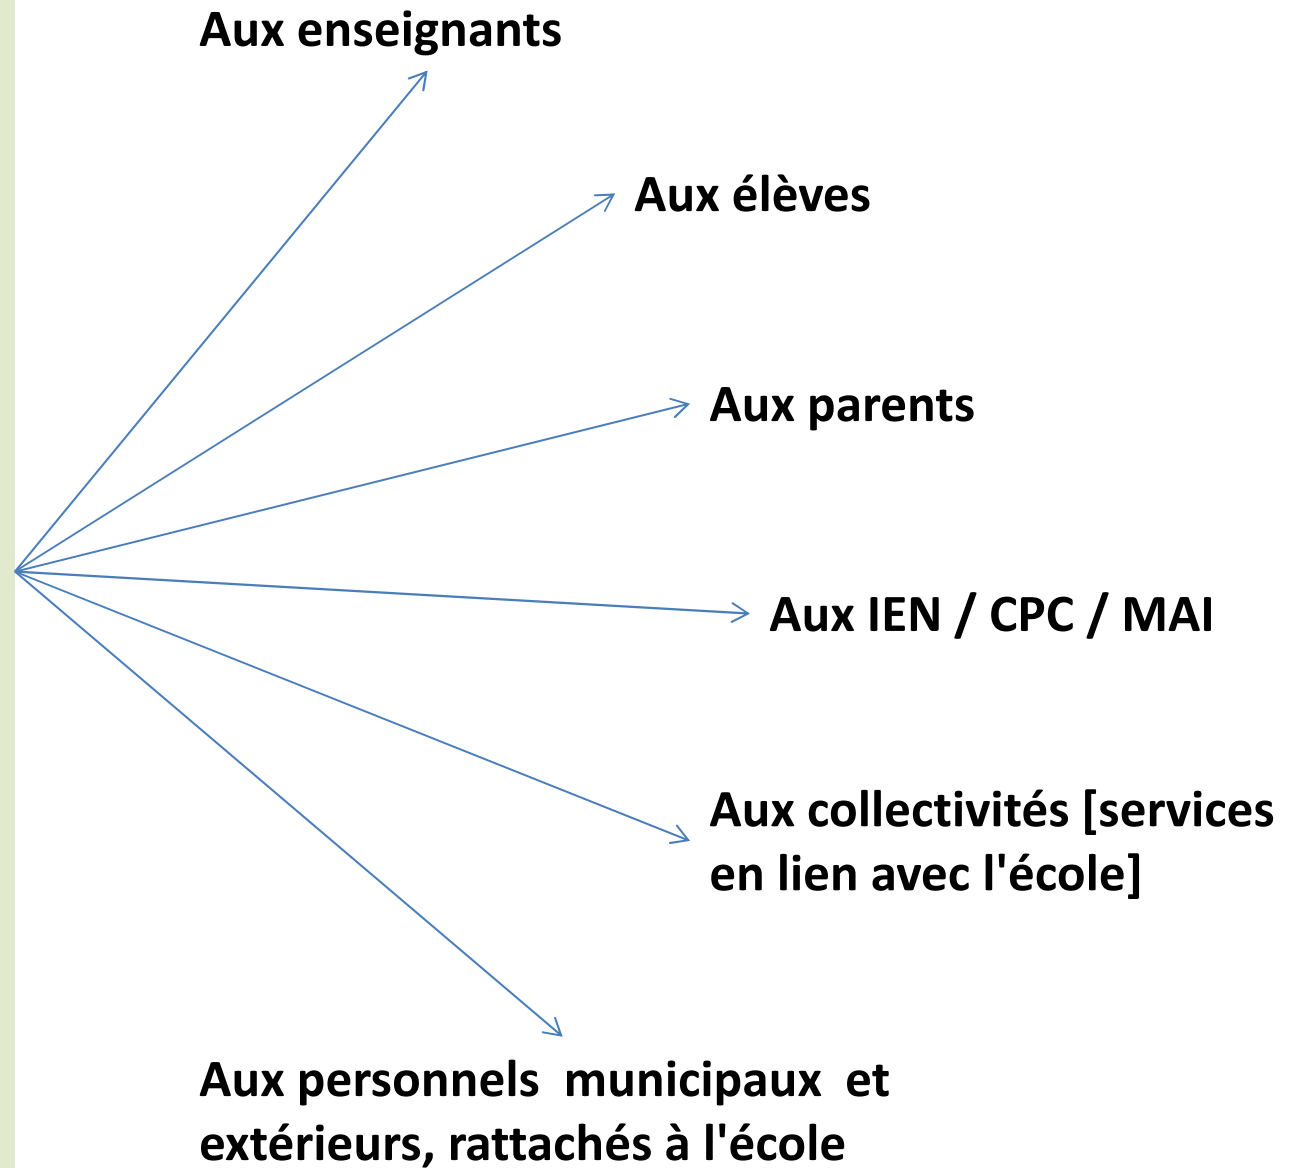 Aux enseignants
Aux élèves
Aux parents
Aux IEN / CPC / MAI
Aux collectivités [services
en lien avec l'école]
Aux personnels municipaux et
extérieurs, rattachés à l'école